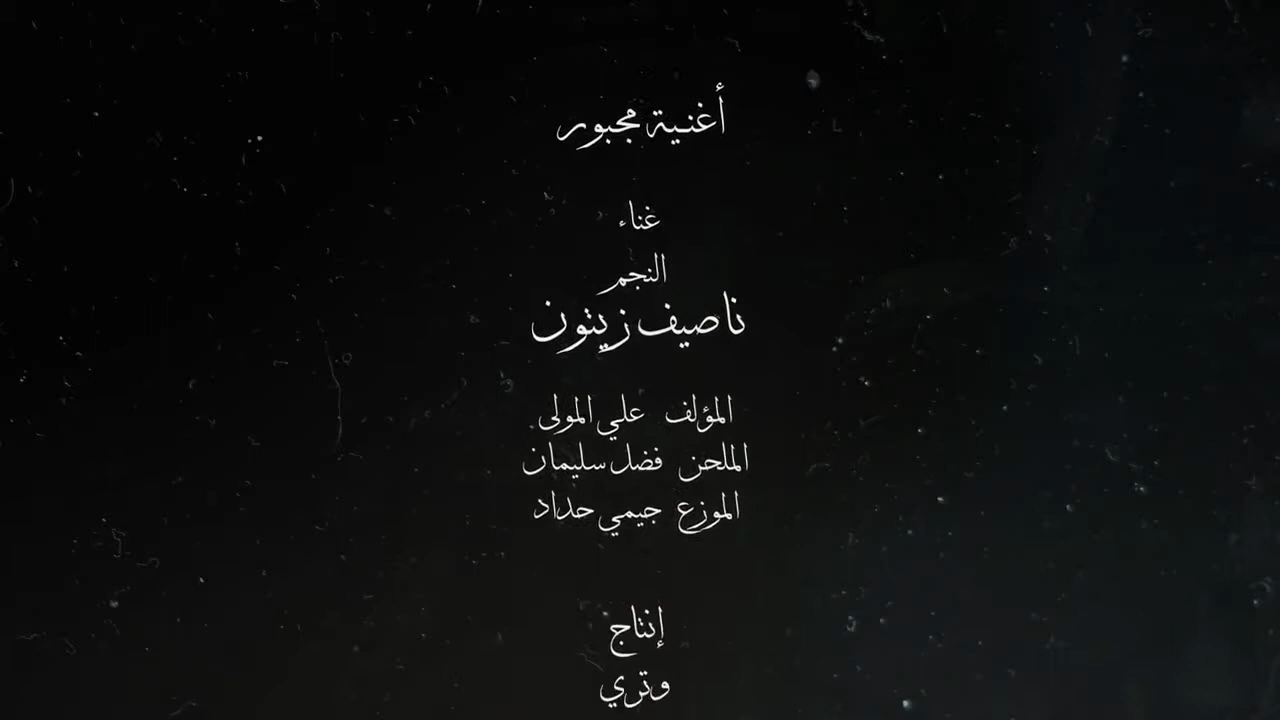 أغنية مجبور
غناء
النجم
ناصيف زيتون
المؤلف علي المولى
الملحن فضل سليمان
الموزع جيمي حداد
إنتاج
وتري